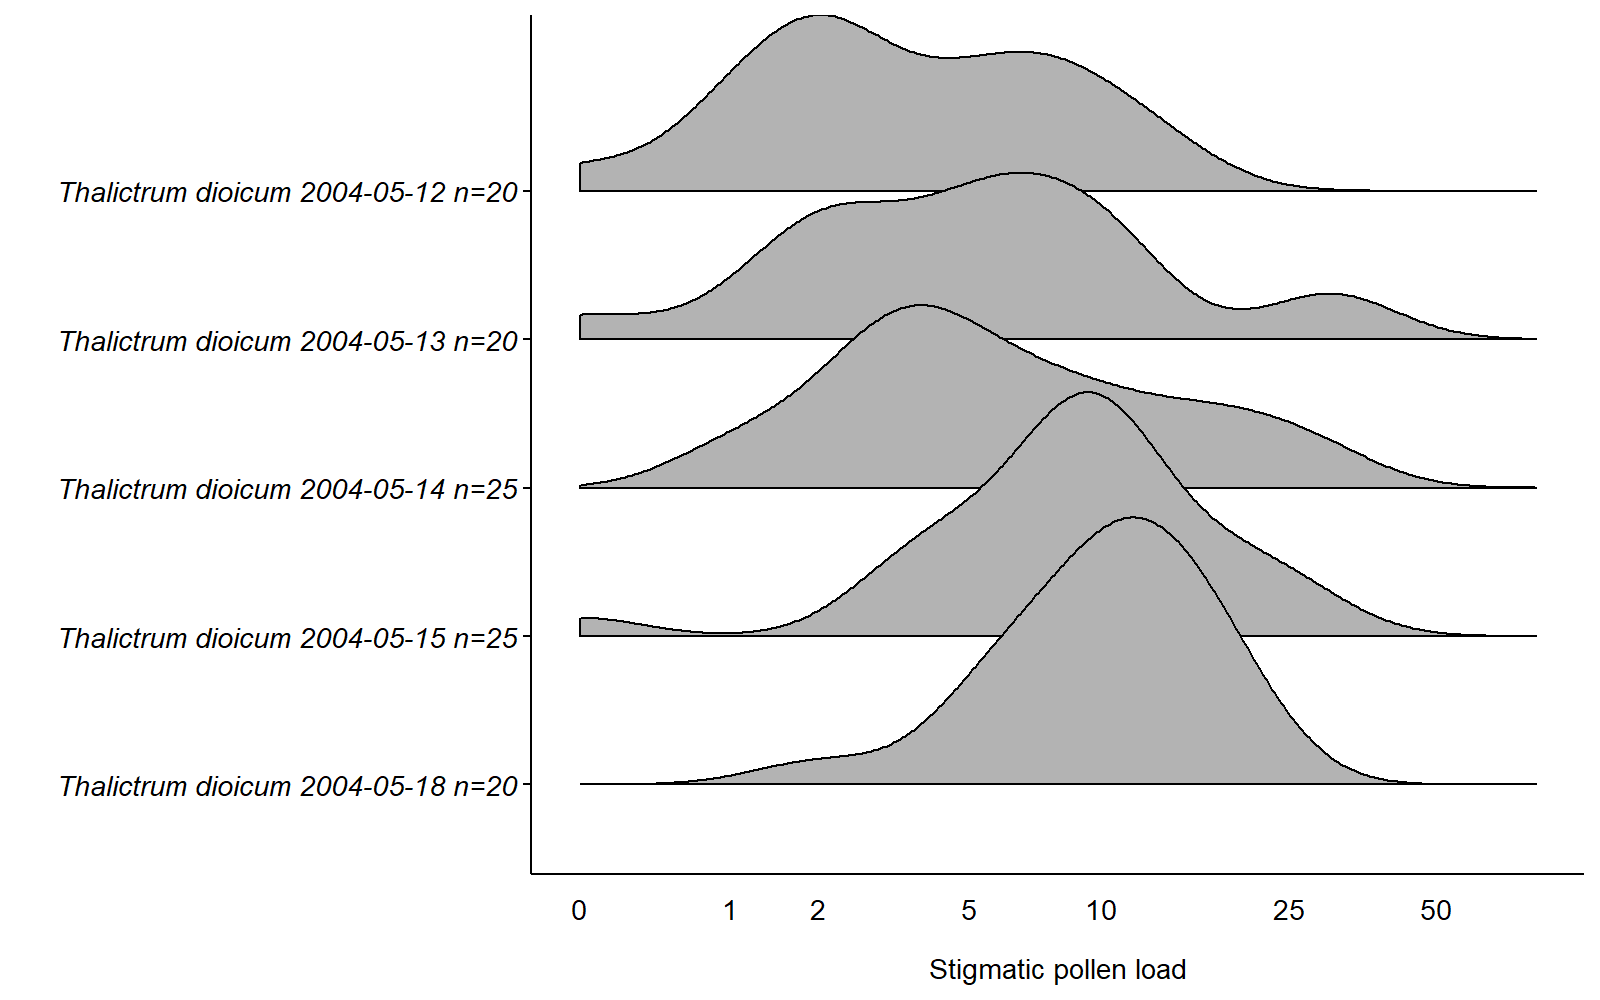 Thalictrum dioicum 2004-05-12 n=20
Thalictrum dioicum 2004-05-13 n=20
Thalictrum dioicum 2004-05-14 n=25
Thalictrum dioicum 2004-05-15 n=25
Thalictrum dioicum 2004-05-18 n=20
0 1 2 5 10 25 50
Stigmatic pollen load